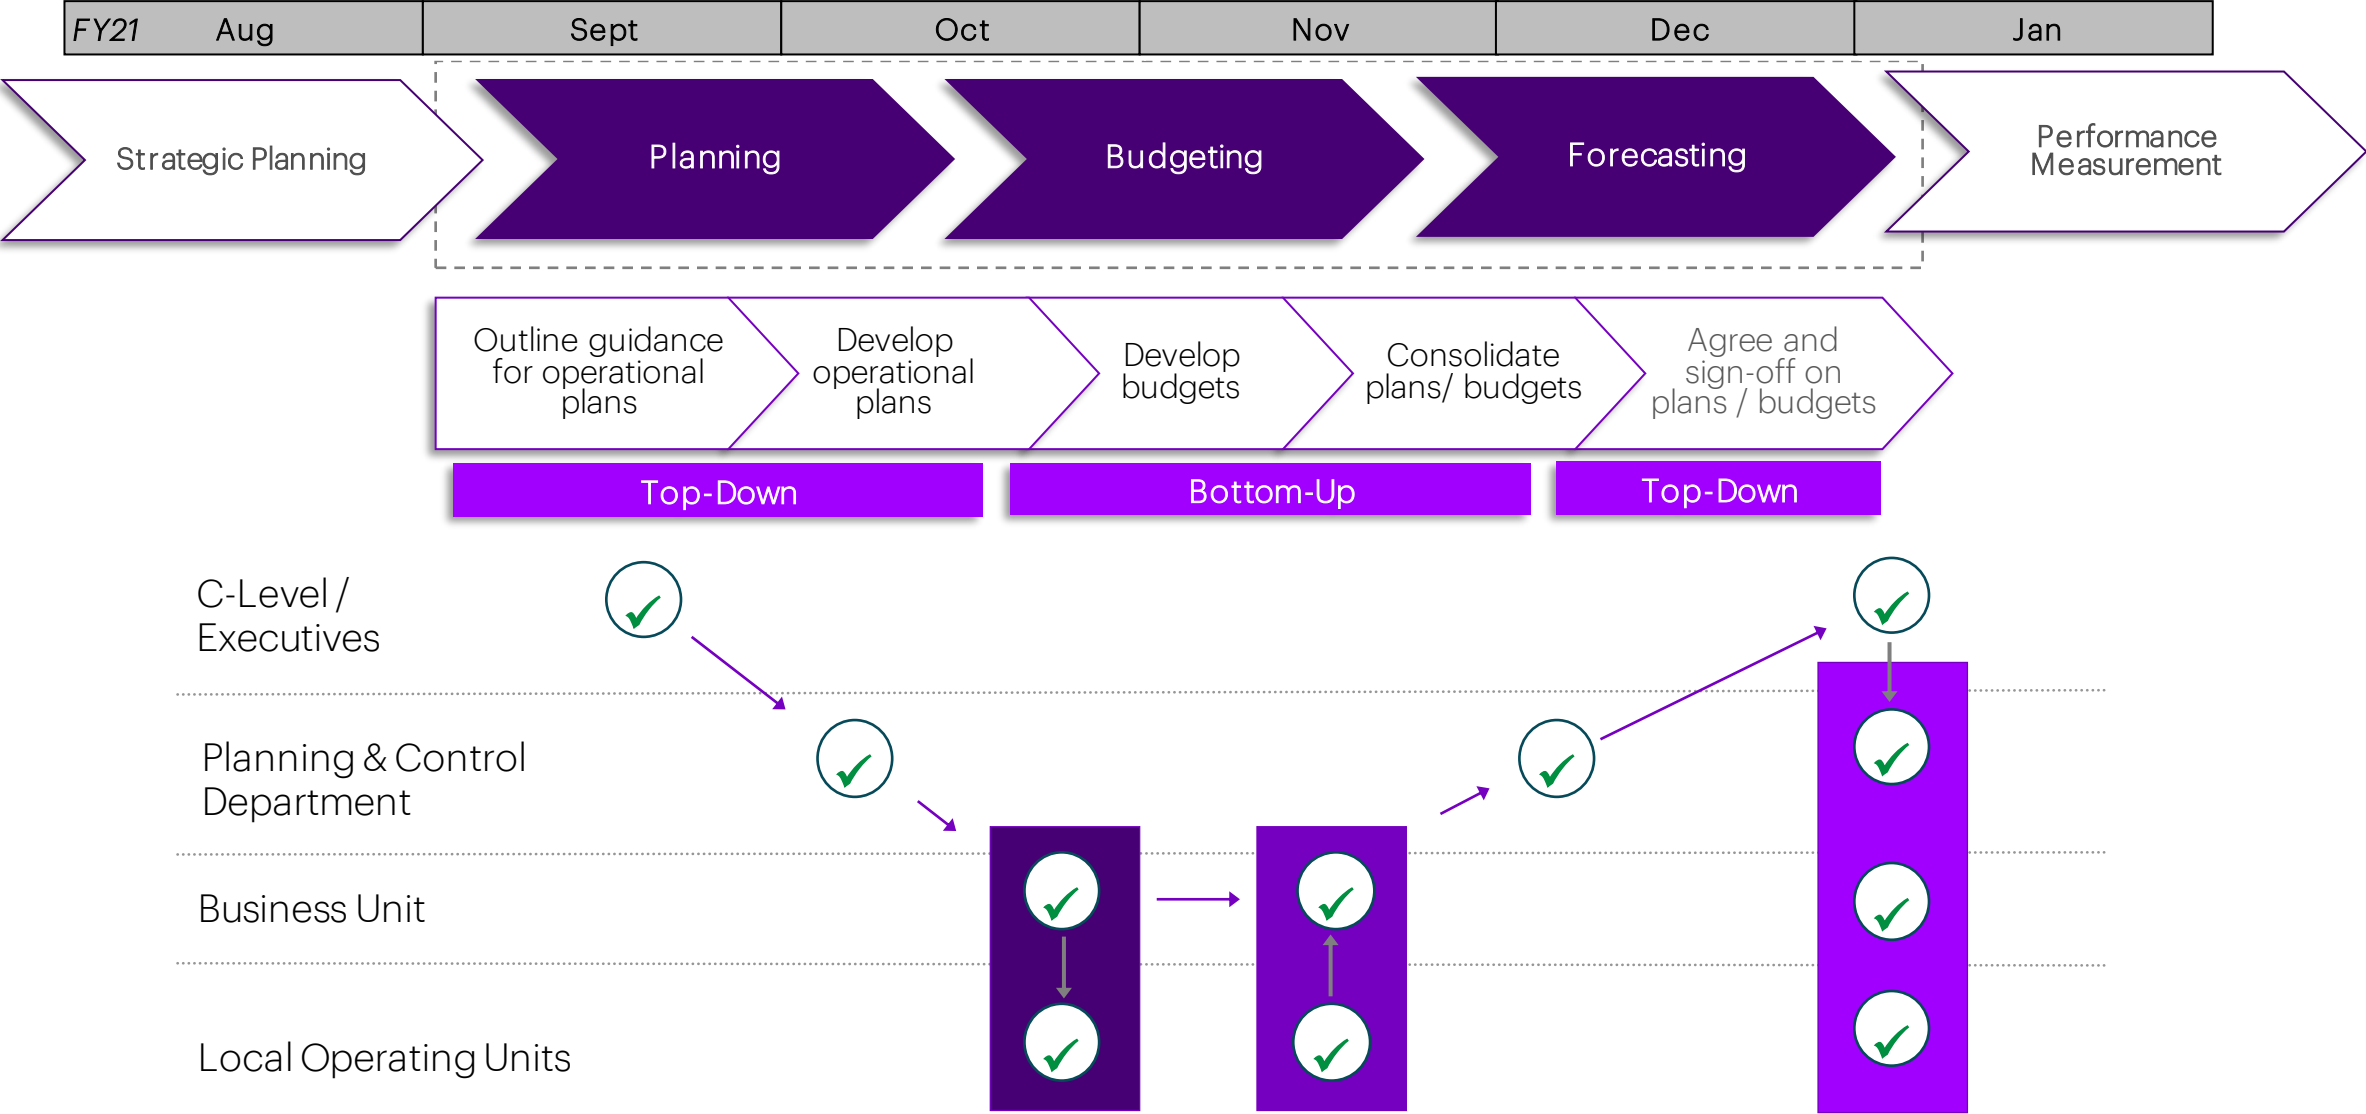 FY21 Aug Sept Oct Nov Dec Jan
Strategic Planning
Planning
Budgeting
Forecasting
Performance
Measurement
Outline guidance
for operational
plans
Develop
operational
plans
Develop
budgets
Consolidate
plans/ budgets
Agree and
sign-off on
plans / budgets
Top-Down
Bottom-Up
Top-Down
C-Level /
Executives
Planning & Control
Department
Business Unit
Local Operating Units